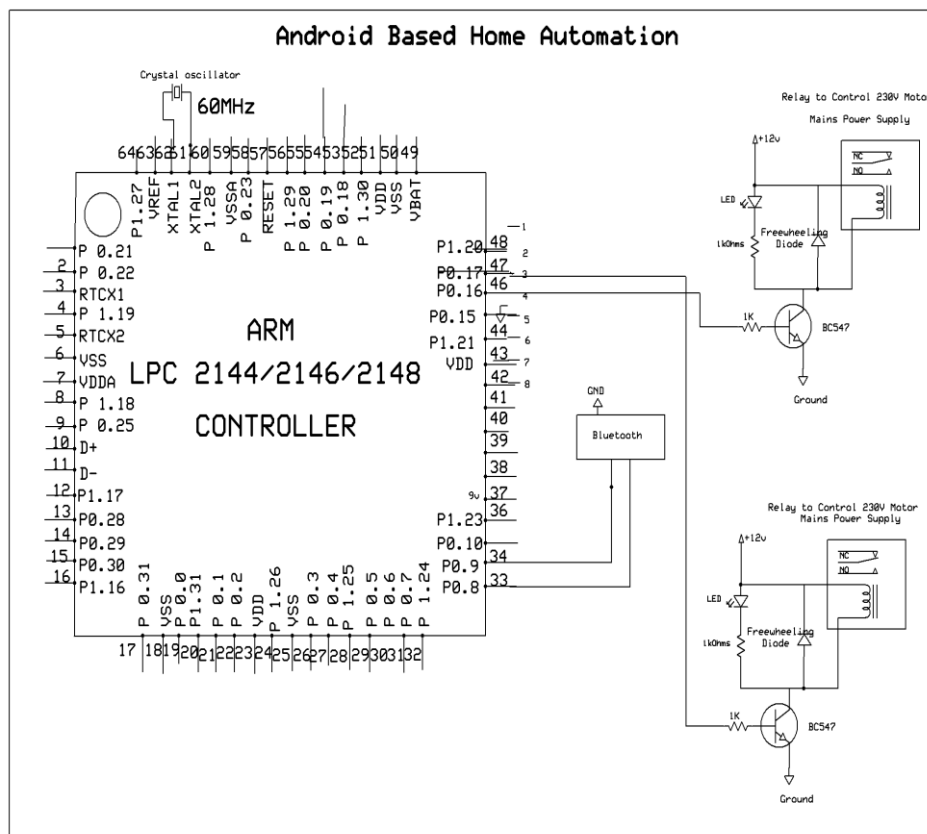 Android Based Home Automation
Crystal oscillator
60MHz
64 63 62 61 60 59 58 57 56 55 54 53 52 51 50 49
P1.27
VREF
XTAL1
XTAL2
P 1.28
VSSA
P 0.23
RESET
P 1.29
P 0.20
P 0.19
P 0.18
P 1.30
VDD
VSS
VBAT
P 0.21
2 P 0.22
3 RTCX1
4 P 1.19
5 RTCX2
6 VSS
7 VDDA
8 P 1.18
9 P 0.25
10 D+
11 D-
12 P1.17
13 P0.28
14 P0.29
15 P0.30
16 P1.16
ARM
LPC 2144/2146/2148
CONTROLLER
P1.20 48
P0.17 47
P0.16 46
P0.15
P1.21 44
VDD 43
42
41
40
39
38
9v 37
P1.23 36
P0.10
P0.9 34
P0.8 33
1
2
3
4
5
6
7
8
P 0.31
VSS
P 0.0
P1.31
P 0.1
P 0.2
VDD
P 1.26
VSS
P 0.3
P 0.4
P 1.25
P 0.5
P 0.6
P 0.7
P 1.24
17 18 19 20 21 22 23 24 25 26 27 28 29 30 31 32
GND
Bluetooth
Relay to Control 230V Motor
Mains Power Supply
+12v
NC
NO
LED
Freewheeling
Diode
1kOhms
1K
BC547
Ground
Relay to Control 230V Motor
Mains Power Supply
+12v
NC
NO
LED
Freewheeling
Diode
1kOhms
1K
BC547
Ground